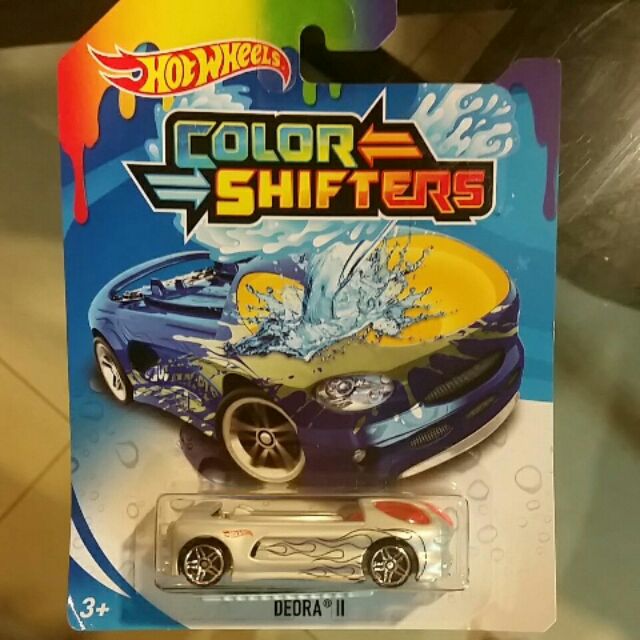 HOT WHEELS
COLOR
SHIFTERS
3+
DEORA® II